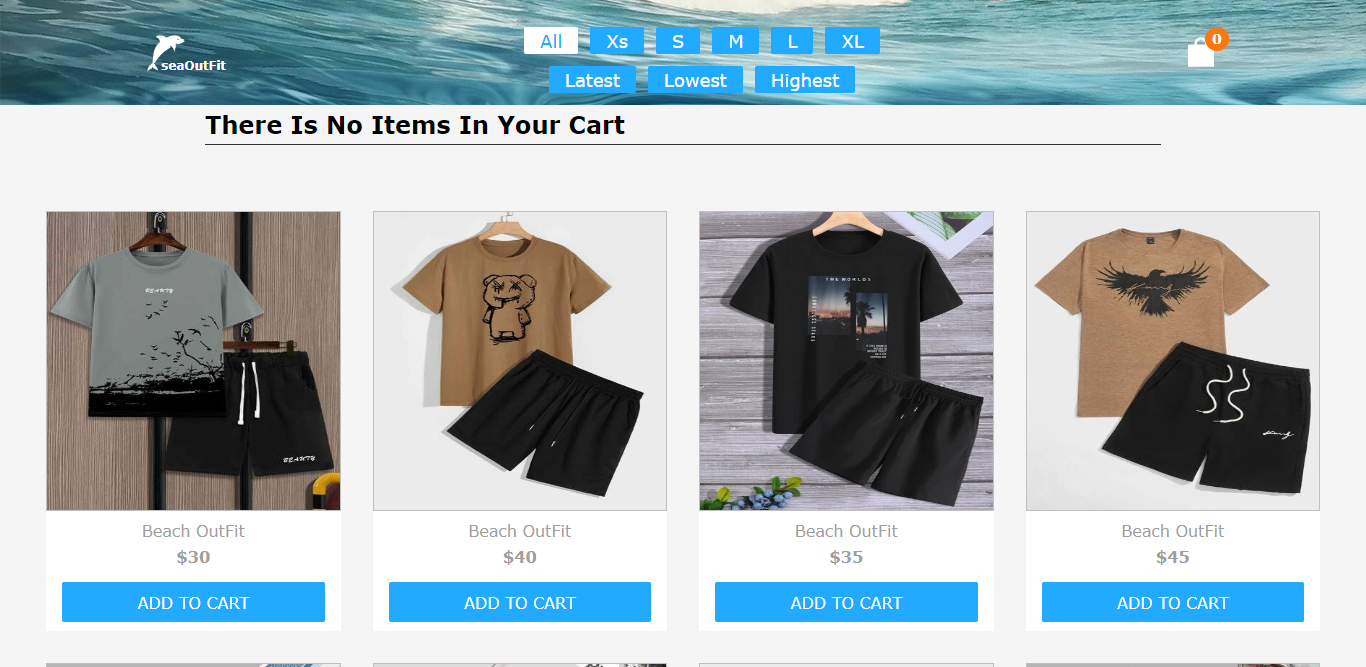 All Xs S M L XL
seaOutFit
0
Latest Lowest Highest
There Is No Items In Your Cart
BEAUTY
BEAUTY
THE WORLDS
Beach OutFit
$30
ADD TO CART
Beach OutFit
$40
ADD TO CART
Beach OutFit
$35
ADD TO CART
Beach OutFit
$45
ADD TO CART